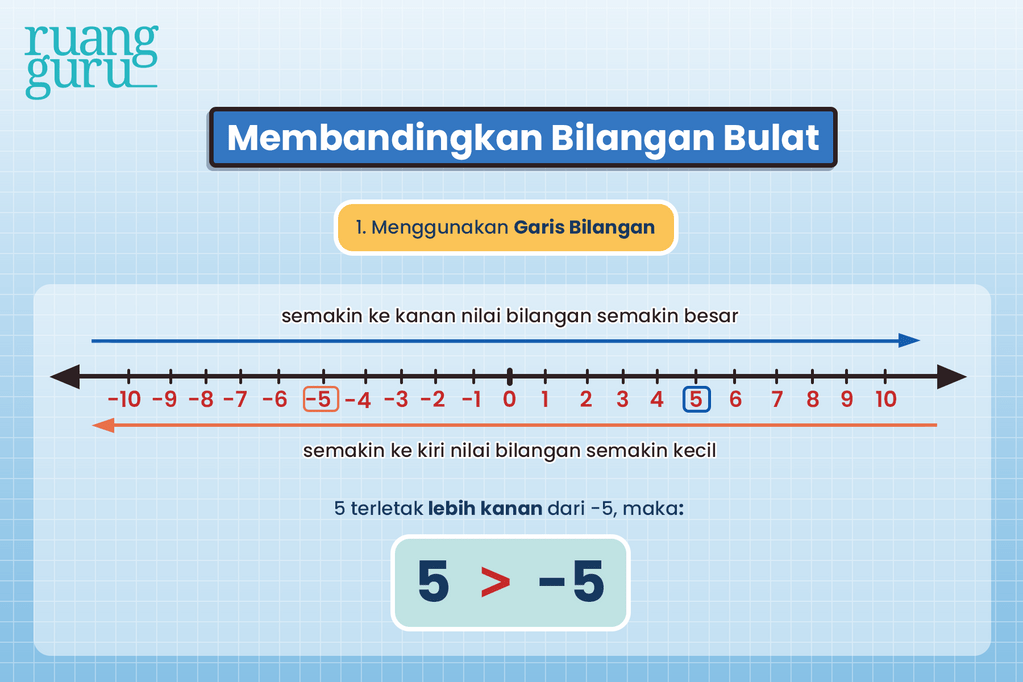 ruang
guru
Membandingkan Bilangan Bulat
1. Menggunakan Garis Bilangan
semakin ke kanan nilai bilangan semakin besar
-10 -9 -8 -7 -6 -5 -4 -3 -2 -1 0 1 2 3 4 5 6 7 8 9 10
semakin ke kiri nilai bilangan semakin kecil
5 terletak lebih kanan dari -5, maka:
5 > -5